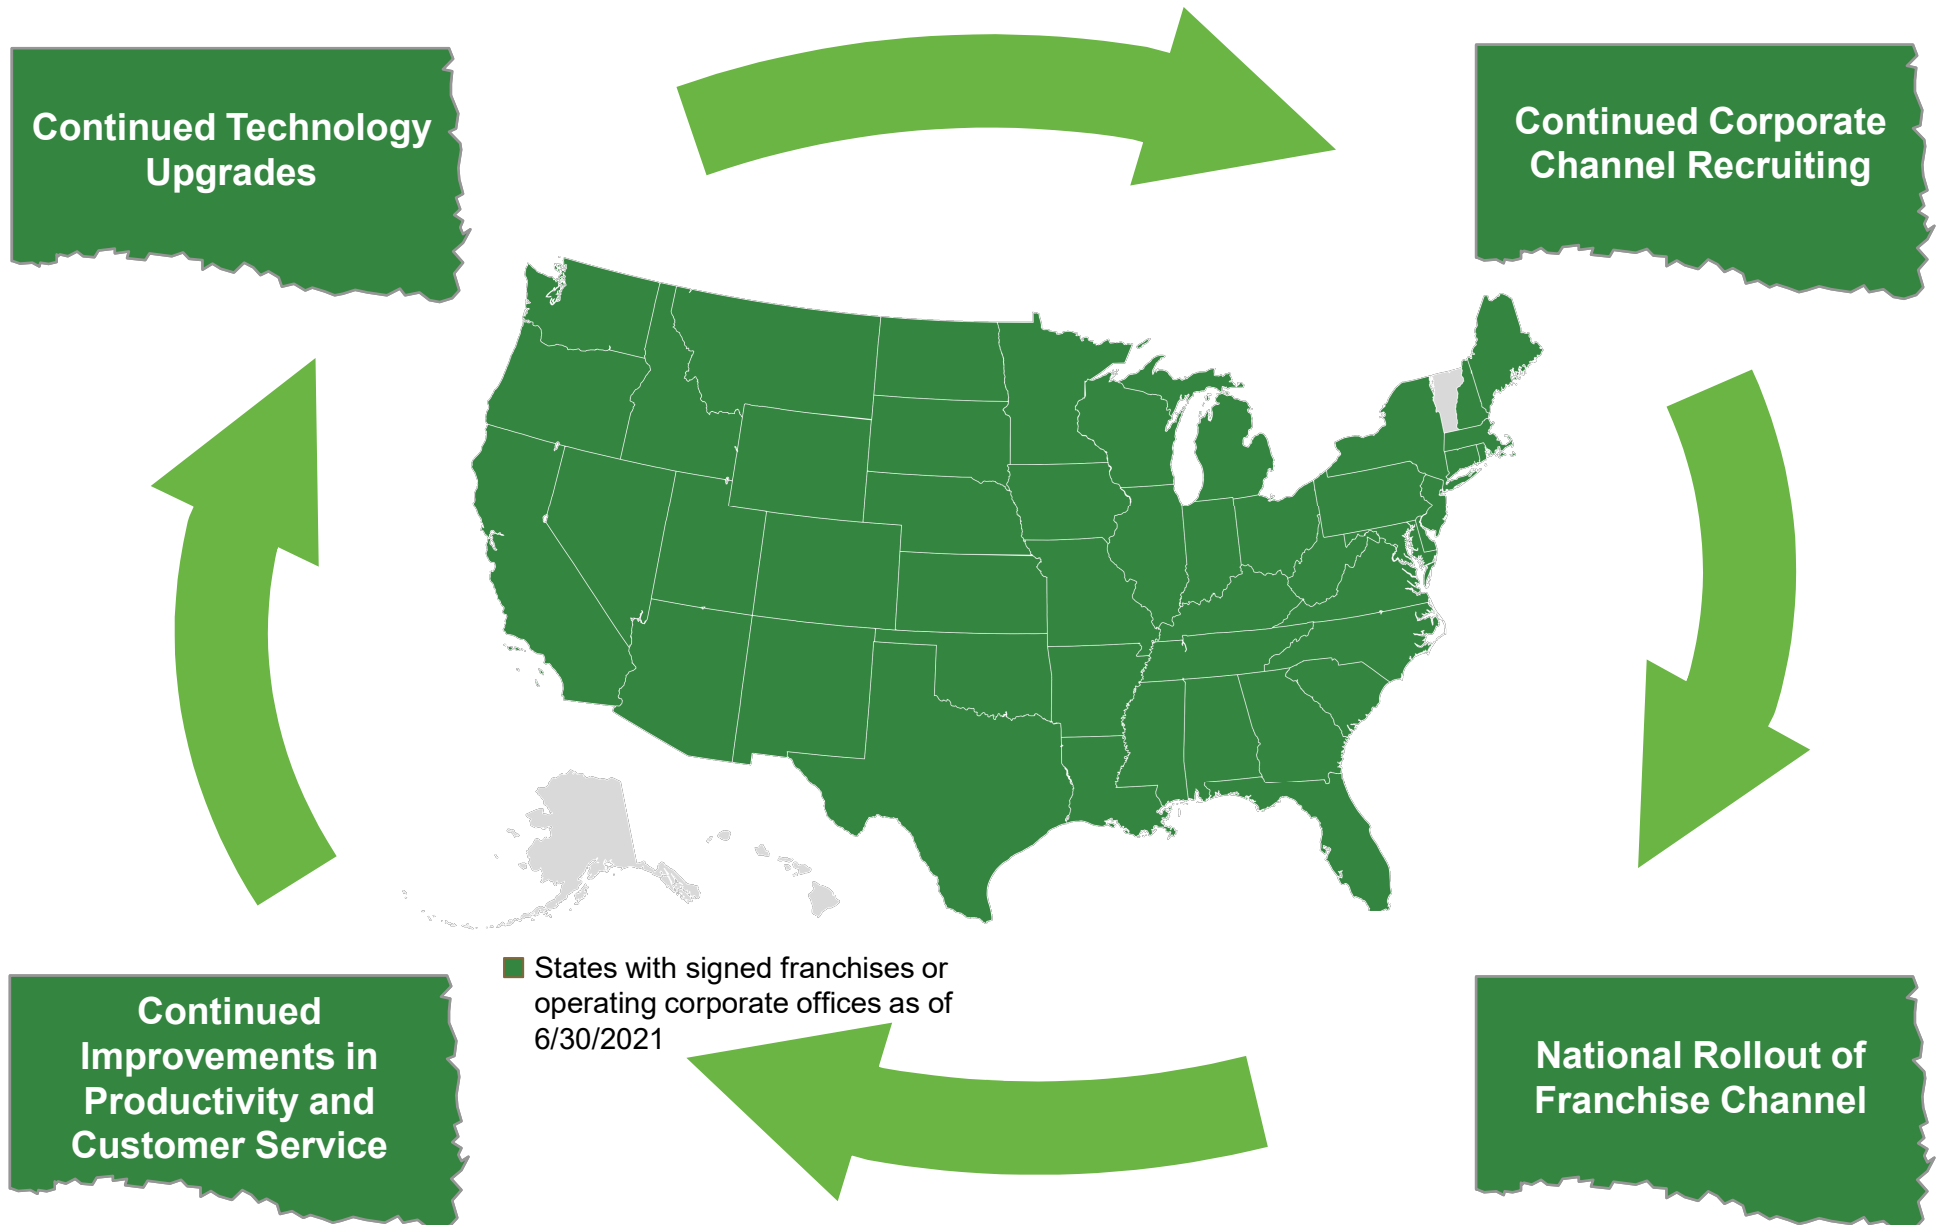 Continued Technology
Upgrades
Continued Corporate
Channel Recruiting
States with signed franchises or
operating corporate offices as of
6/30/2021
Continued
Improvements in
Productivity and
Customer Service
National Rollout of
Franchise Channel